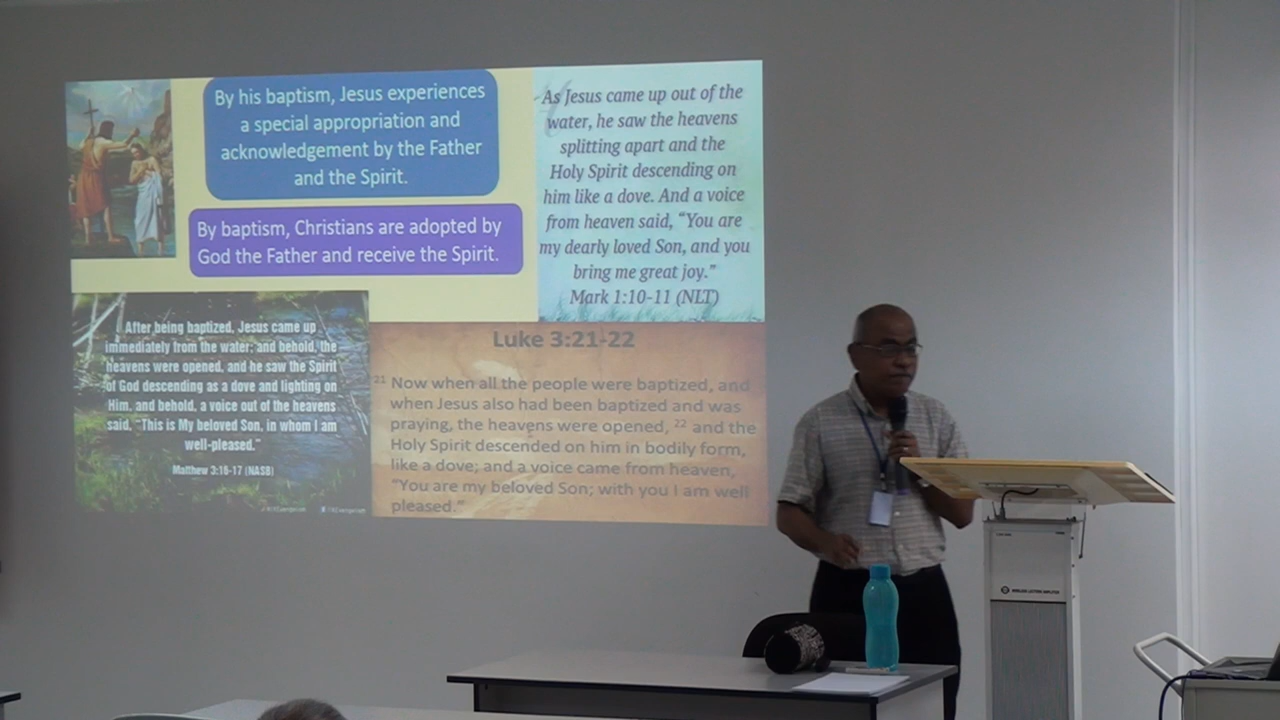 By his baptism, Jesus experiences
a special appropriation and
acknowledgement by the Father
and the Spirit.
By baptism, Christians are adopted by
God the Father and receive the Spirit.
As Jesus came up out of the
water, he saw the heavens
splitting apart and the
Holy Spirit descending on
him like a dove. And a voice
from heaven said, “You are
my dearly loved Son, and you
bring me great joy.”
Mark 1:10-11 (NLT)
After being baptized, Jesus came up
immediately from the water; and behold, the
heavens were opened, and he saw the Spirit
of God descending as a dove and lighting on
Him, and behold, a voice out of the heavens
said, “This is My beloved Son, in whom I am
well-pleased.”
Matthew 3:16-17 (NASB)
Luke 3:21-22
21 Now when all the people were baptized, and
when Jesus also had been baptized and was
praying, the heavens were opened, 22 and the
Holy Spirit descended on him in bodily form,
like a dove; and a voice came from heaven,
“You are my beloved Son; with you I am well
pleased.”
WIRELESS LECTERN AMPLIFIER